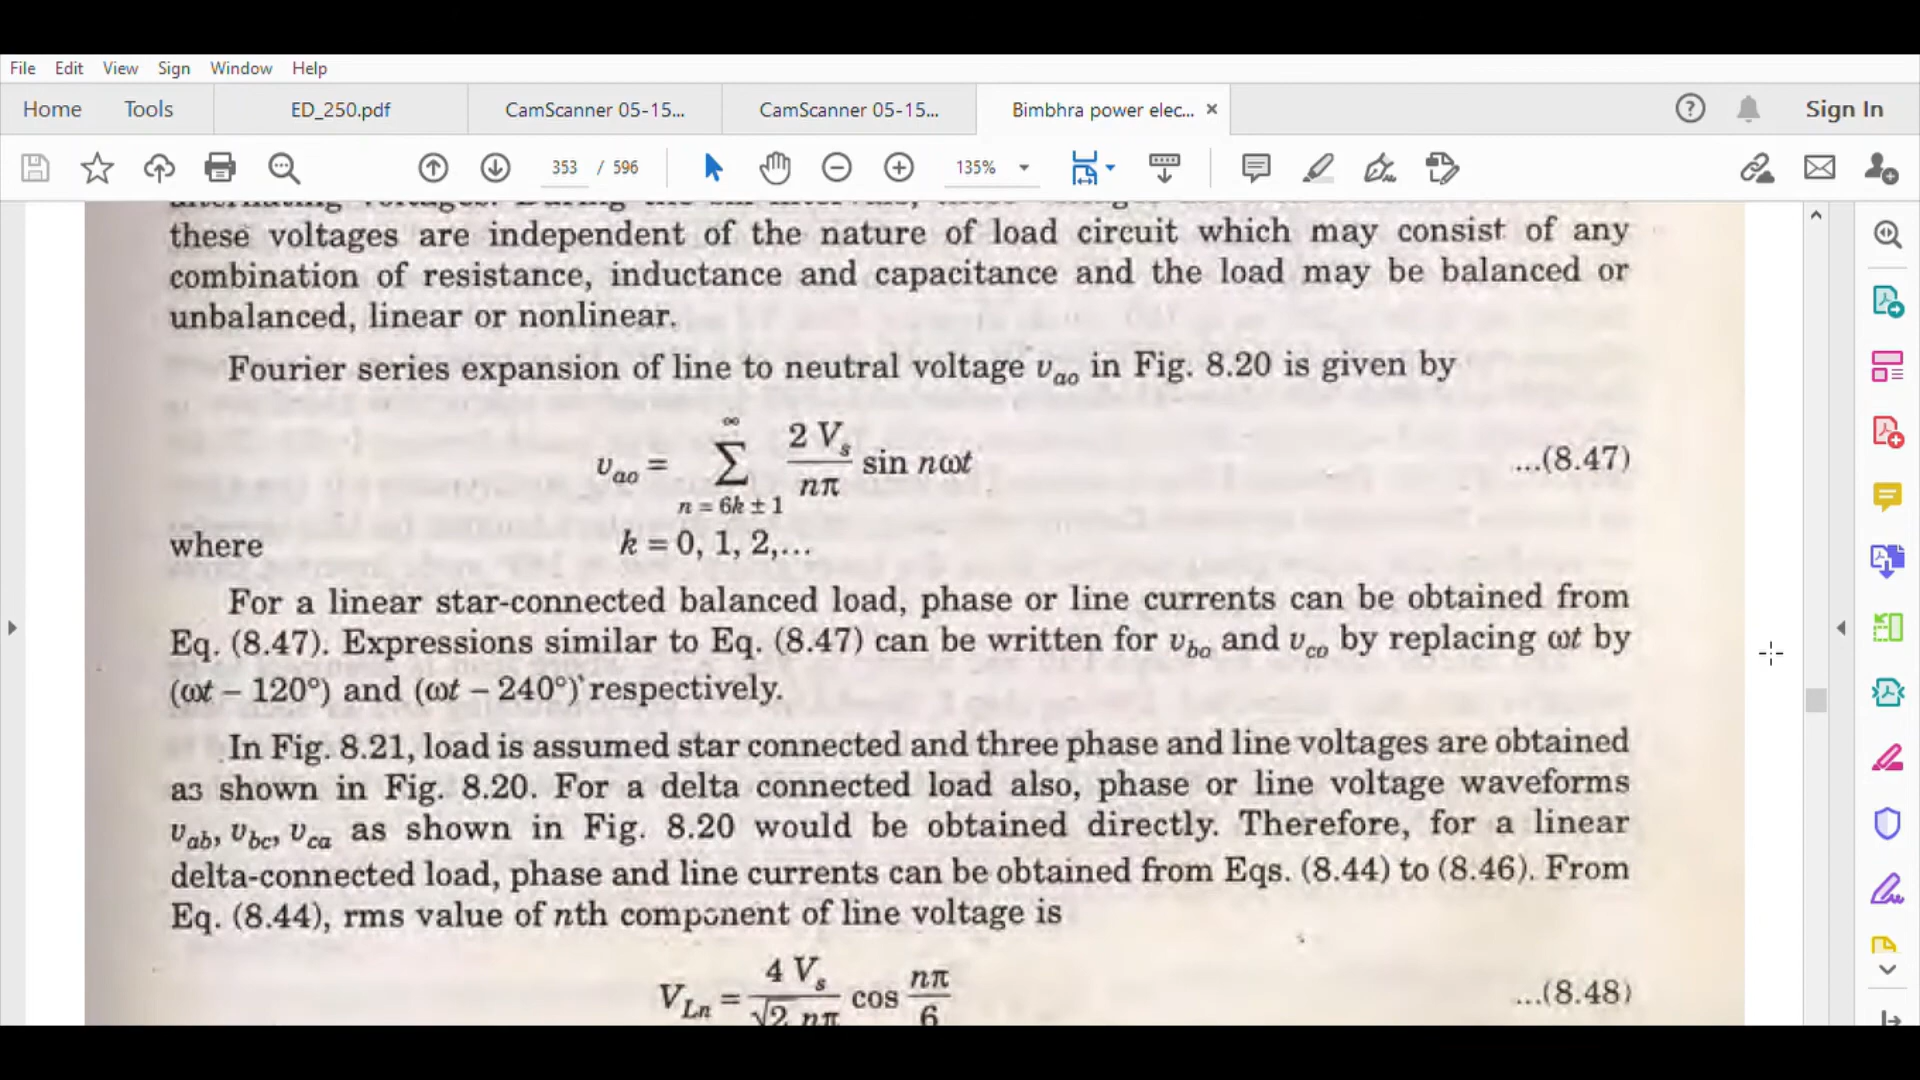 File Edit View Sign Window Help
Home Tools ED_250.pdf CamScanner 05-15... CamScanner 05-15... Bimbhra power elec... × Sign In
353 / 596 135%
these voltages are independent of the nature of load circuit which may consist of any
combination of resistance, inductance and capacitance and the load may be balanced or
unbalanced, linear or nonlinear.
Fourier series expansion of line to neutral voltage v_ao in Fig. 8.20 is given by
v_ao = ∑_{n = 6k ± 1}^{∞} 2 V_s / nπ sin nωt ...(8.47)
where k = 0, 1, 2,...
For a linear star-connected balanced load, phase or line currents can be obtained from
Eq. (8.47). Expressions similar to Eq. (8.47) can be written for v_bo and v_co by replacing ωt by
(ωt – 120°) and (ωt – 240°) respectively.
In Fig. 8.21, load is assumed star connected and three phase and line voltages are obtained
as shown in Fig. 8.20. For a delta connected load also, phase or line voltage waveforms
v_ab, v_bc, v_ca as shown in Fig. 8.20 would be obtained directly. Therefore, for a linear
delta-connected load, phase and line currents can be obtained from Eqs. (8.44) to (8.46). From
Eq. (8.44), rms value of nth component of line voltage is
V_Ln = 4 V_s / √2 nπ cos nπ / 6 ...(8.48)